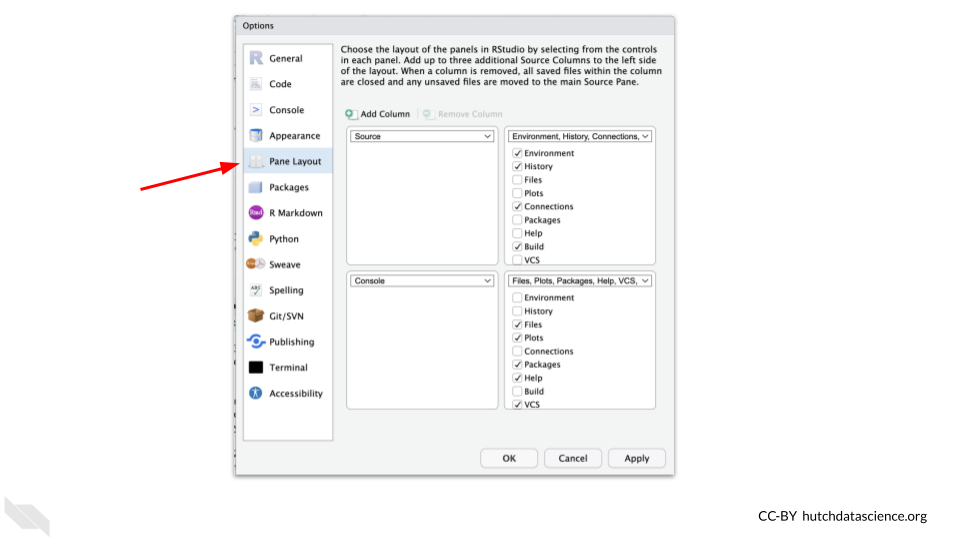 Options
General
Code
Console
Appearance
Pane Layout
Packages
R Markdown
Python
Sweave
Spelling
Git/SVN
Publishing
Terminal
Accessibility
Choose the layout of the panels in RStudio by selecting from the controls
in each panel. Add up to three additional Source Columns to the left side
of the layout. When a column is removed, all saved files within the column
are closed and any unsaved files are moved to the main Source Pane.
Add Column
Remove Column
Source
Environment, History, Connections,
Environment
History
Files
Plots
Connections
Packages
Help
Build
VCS
Console
Files, Plots, Packages, Help, VCS,
Environment
History
Files
Plots
Connections
Packages
Help
Build
VCS
OK
Cancel
Apply
CC-BY hutchdatascience.org